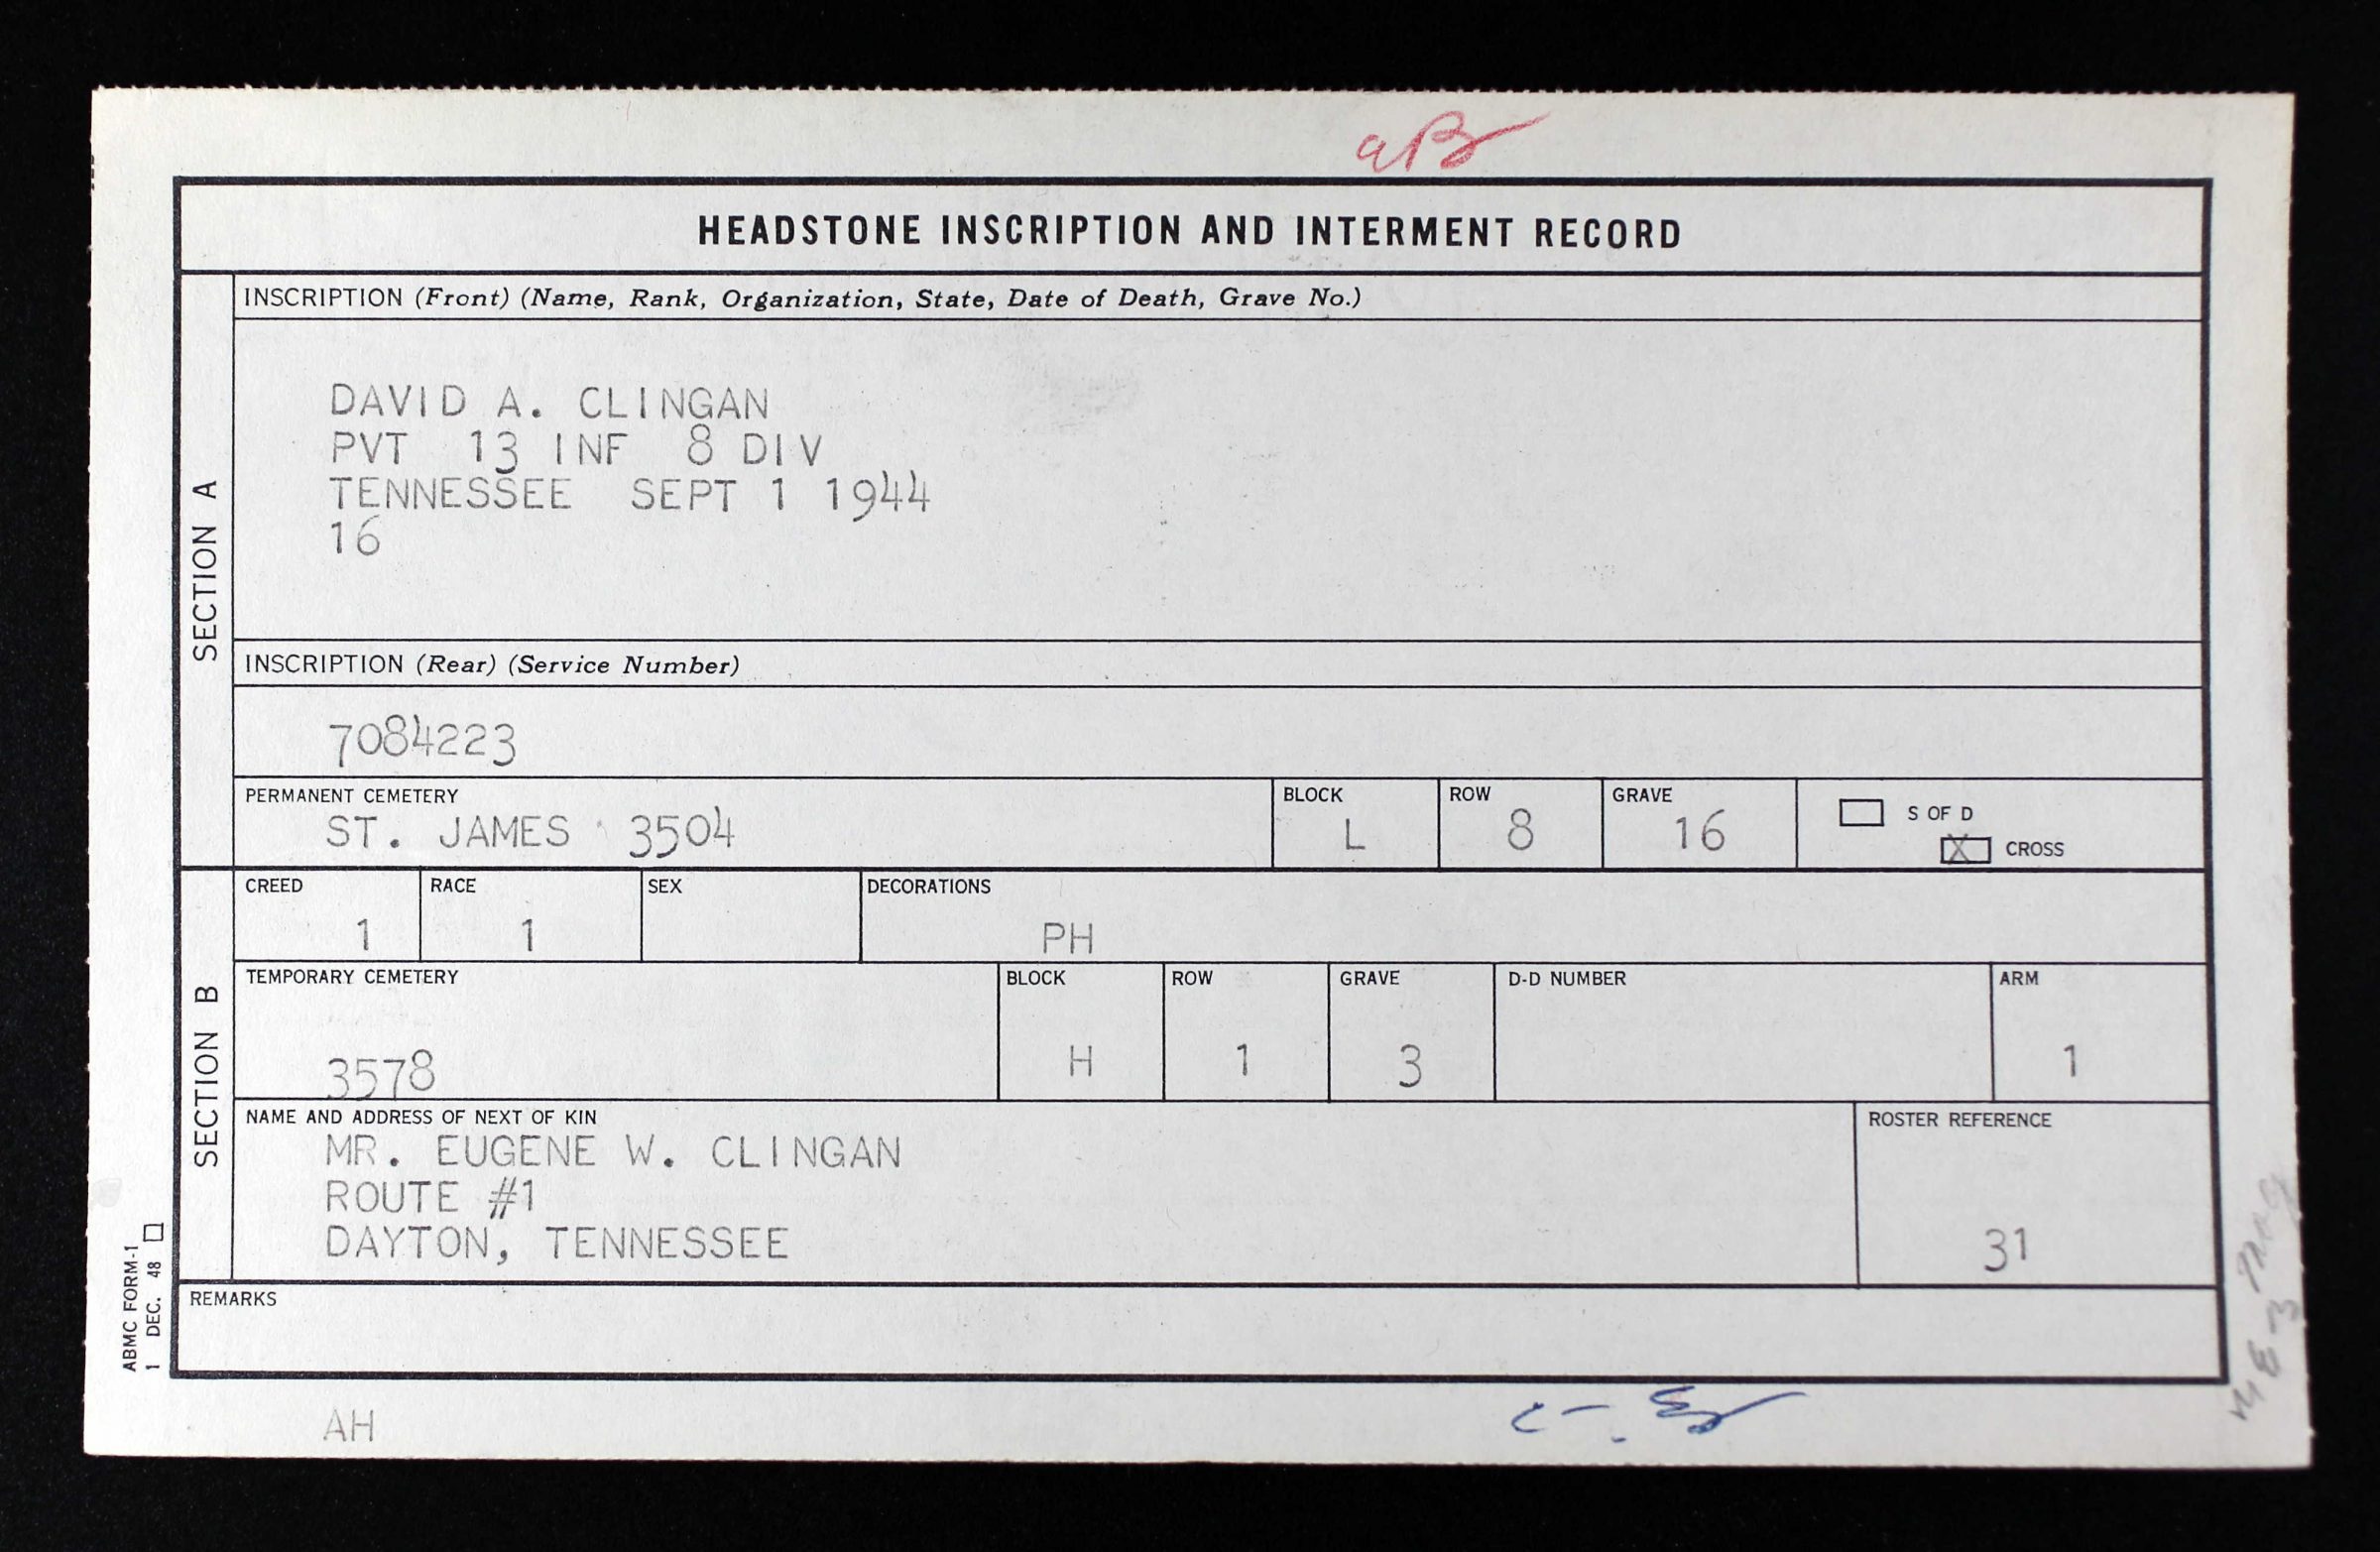 HEADSTONE INSCRIPTION AND INTERMENT RECORD
SECTION A
INSCRIPTION (Front) (Name, Rank, Organization, State, Date of Death, Grave No.)
DAVID A. CLINGAN
PVT 13 INF 8 DIV
TENNESSEE SEPT 1 1944
16
INSCRIPTION (Rear) (Service Number)
7084223
PERMANENT CEMETERY
ST. JAMES 3504
BLOCK
L
ROW
8
GRAVE
16
S OF D
X CROSS
SECTION B
CREED
1
RACE
1
SEX
DECORATIONS
PH
TEMPORARY CEMETERY
3578
BLOCK
H
ROW
1
GRAVE
3
D-D NUMBER
ARM
1
NAME AND ADDRESS OF NEXT OF KIN
MR. EUGENE W. CLINGAN
ROUTE #1
DAYTON, TENNESSEE
ROSTER REFERENCE
31
REMARKS
ABMC FORM-1
1 DEC. 48
AH